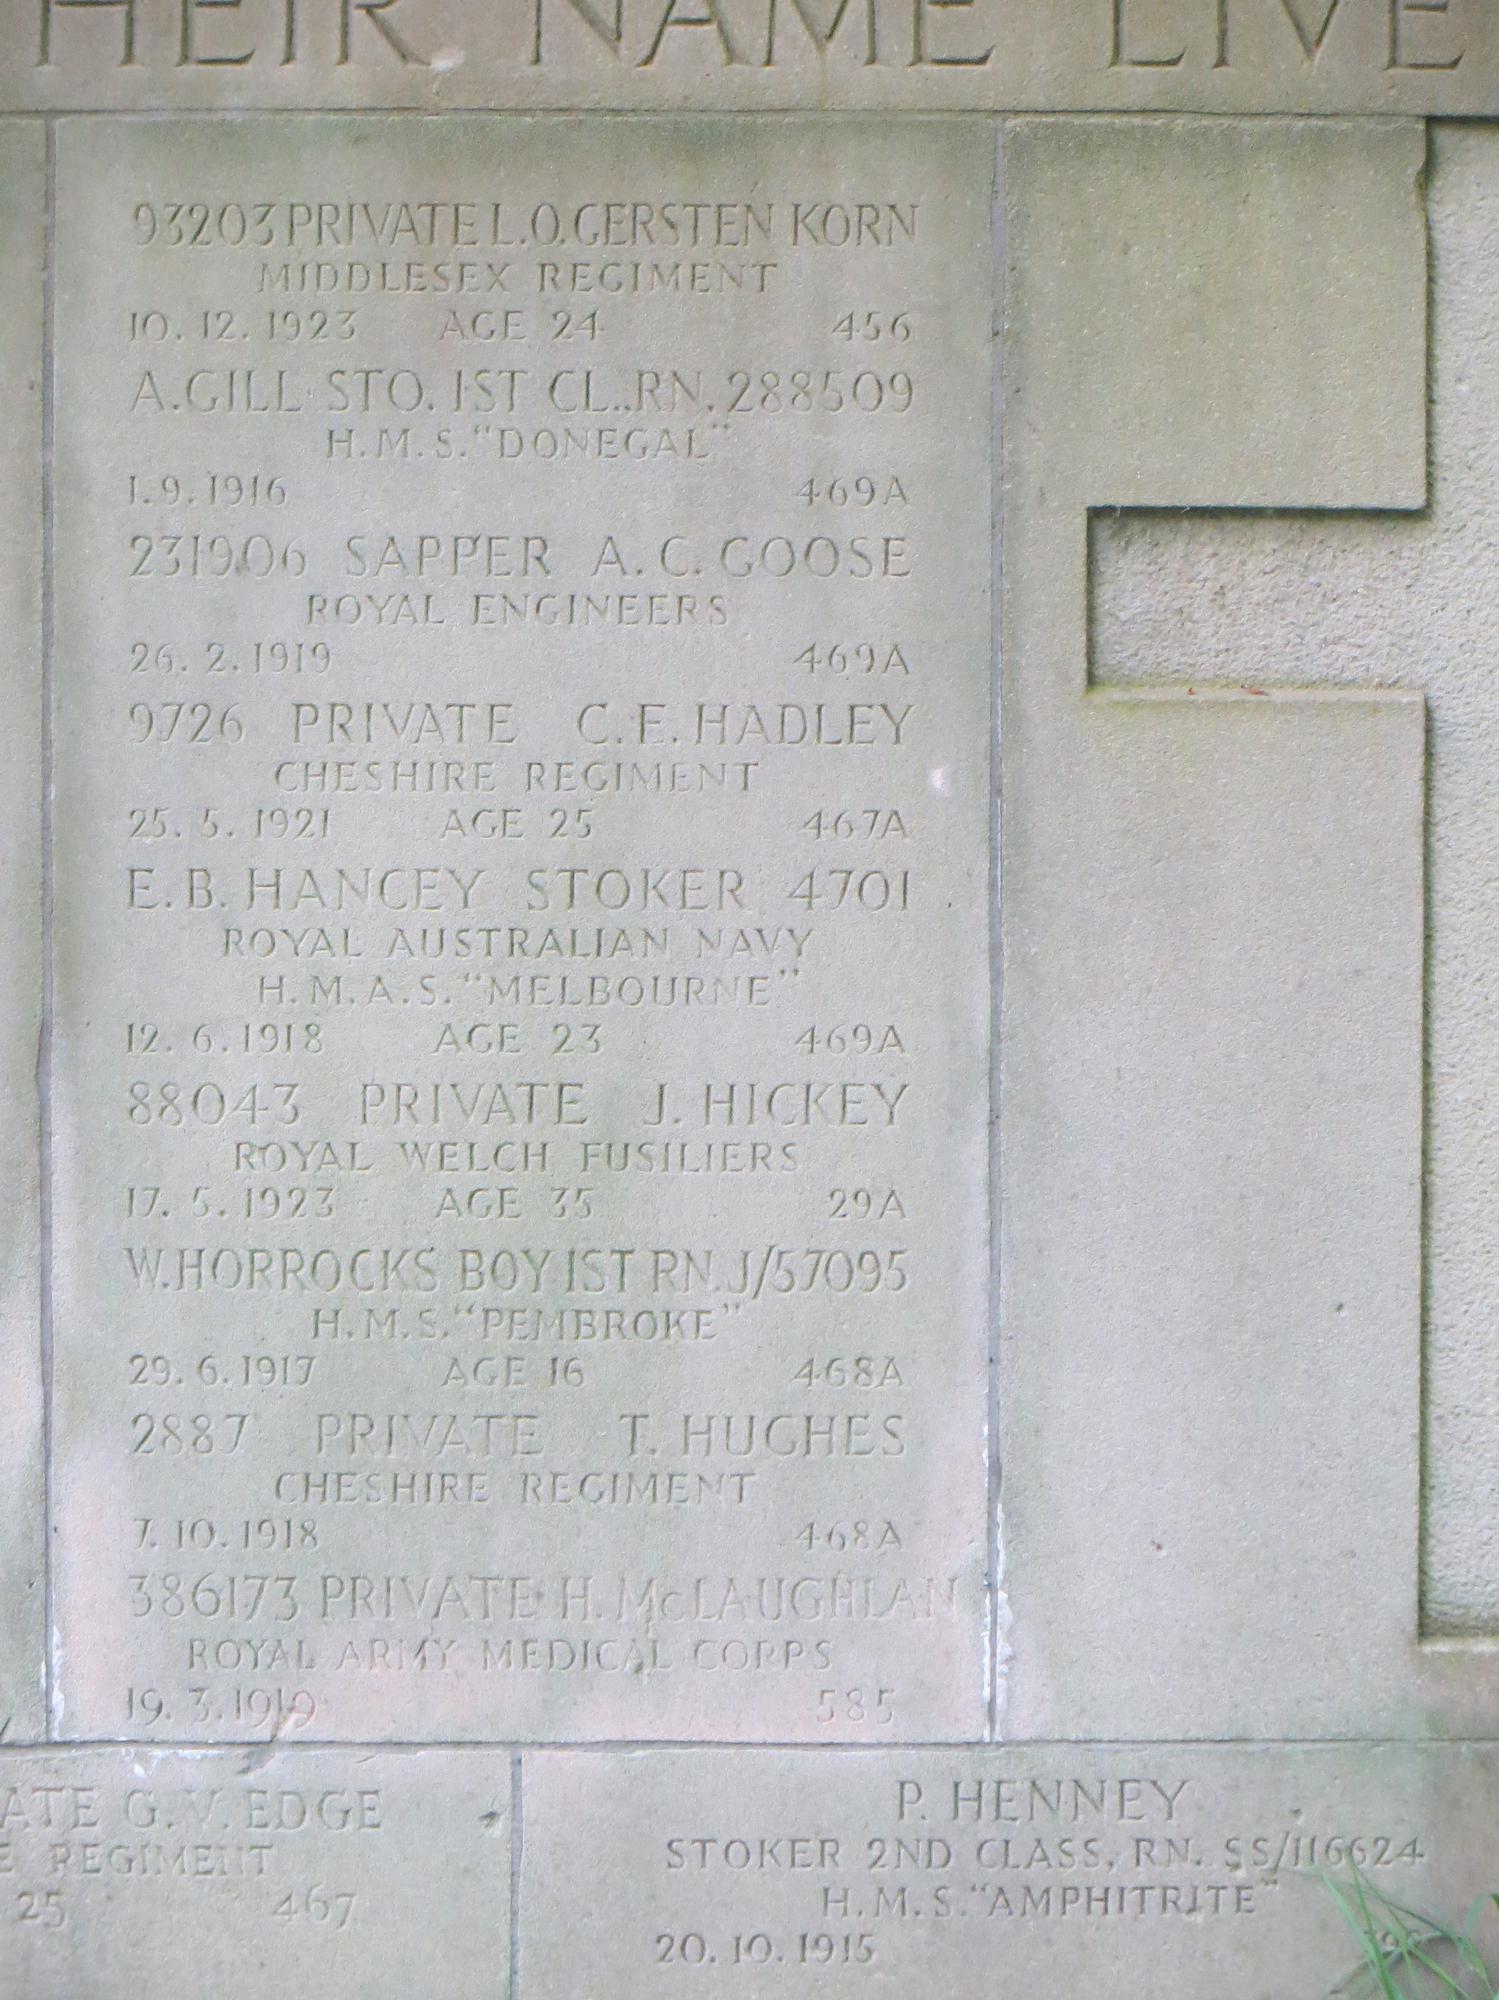 HEIR NAME LIVE
93203 PRIVATE L.O. GERSTEN KORN
MIDDLESEX REGIMENT
10. 12. 1923 AGE 24 456
A. GILL STO. 1ST CL..RN. 288509
H.M.S. “DONEGAL”
1. 9. 1916 469A
231906 SAPPER A.C. GOOSE
ROYAL ENGINEERS
26. 2. 1919 469A
9726 PRIVATE C.E. HADLEY
CHESHIRE REGIMENT
25. 5. 1921 AGE 25 467A
E.B. HANCEY STOKER 4701
ROYAL AUSTRALIAN NAVY
H.M.A.S. “MELBOURNE”
12. 6. 1918 AGE 23 469A
88043 PRIVATE J. HICKEY
ROYAL WELCH FUSILIERS
17. 5. 1923 AGE 35 29A
W. HORROCKS BOY 1ST RN. J/57095
H.M.S. “PEMBROKE”
29. 6. 1917 AGE 16 468A
2887 PRIVATE T. HUGHES
CHESHIRE REGIMENT
7. 10. 1918 468A
386173 PRIVATE H. McLAUGHLAN
ROYAL ARMY MEDICAL CORPS
19. 3. 1919 585
ATE G.V. EDGE
E REGIMENT
25 467
P. HENNEY
STOKER 2ND CLASS, RN. SS/116624
H.M.S. “AMPHITRITE”
20. 10. 1915